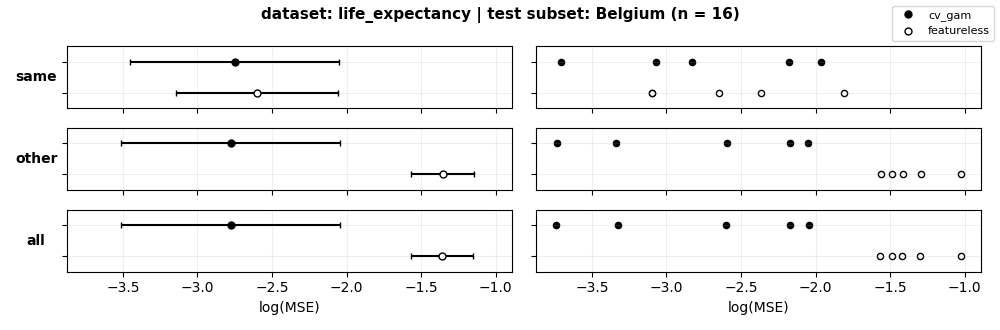 dataset: life_expectancy | test subset: Belgium (n = 16)
cv_gam
featureless
same
other
all
−3.5 −3.0 −2.5 −2.0 −1.5 −1.0
log(MSE)
−3.5 −3.0 −2.5 −2.0 −1.5 −1.0
log(MSE)